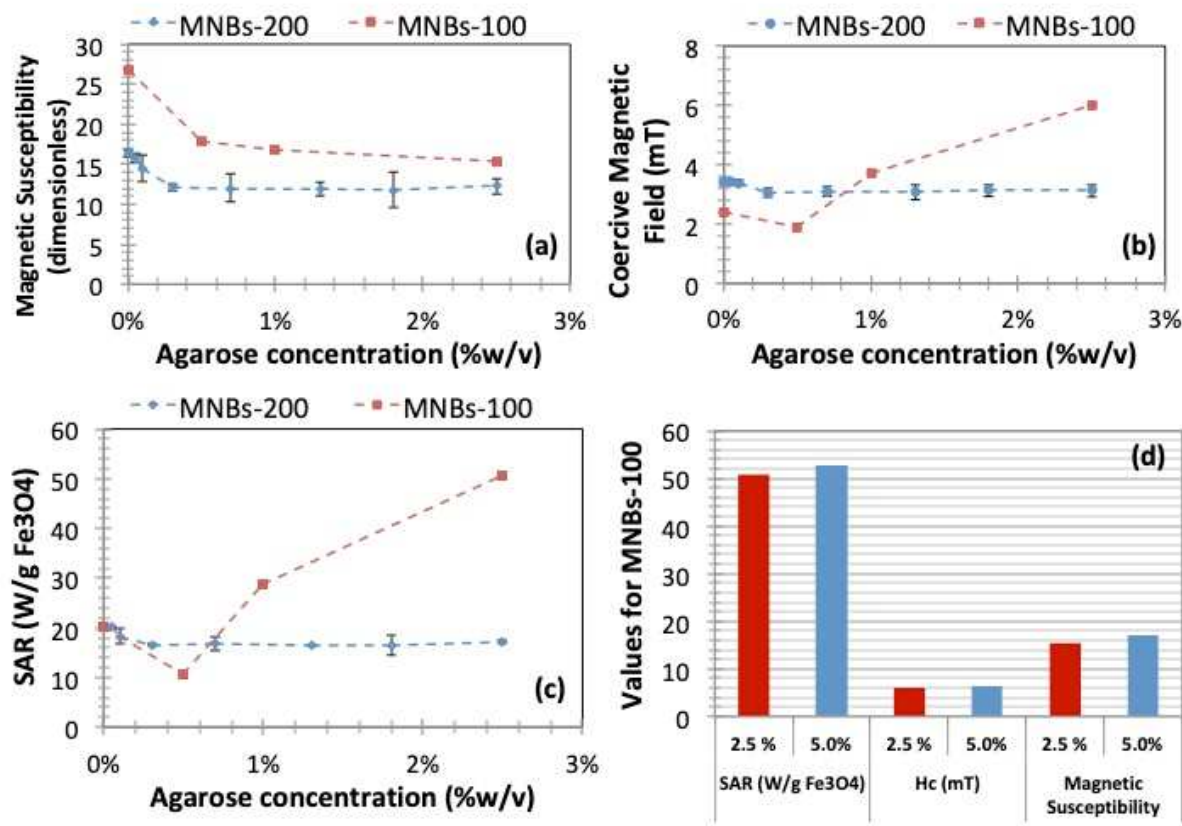 MNBs-200 MNBs-100
Magnetic Susceptibility
(dimensionless)
30
25
20
15
10
5
0
(a)
0% 1% 2% 3%
Agarose concentration (%w/v)
MNBs-200 MNBs-100
Coercive Magnetic
Field (mT)
8
6
4
2
0
(b)
0% 1% 2% 3%
Agarose concentration (%w/v)
MNBs-200 MNBs-100
SAR (W/g Fe3O4)
60
50
40
30
20
10
0
(c)
0% 1% 2% 3%
Agarose concentration (%w/v)
Values for MNBs-100
60
50
40
30
20
10
0
(d)
2.5 % 5.0% 2.5 % 5.0% 2.5 % 5.0%
SAR (W/g Fe3O4) Hc (mT) Magnetic
Susceptibility